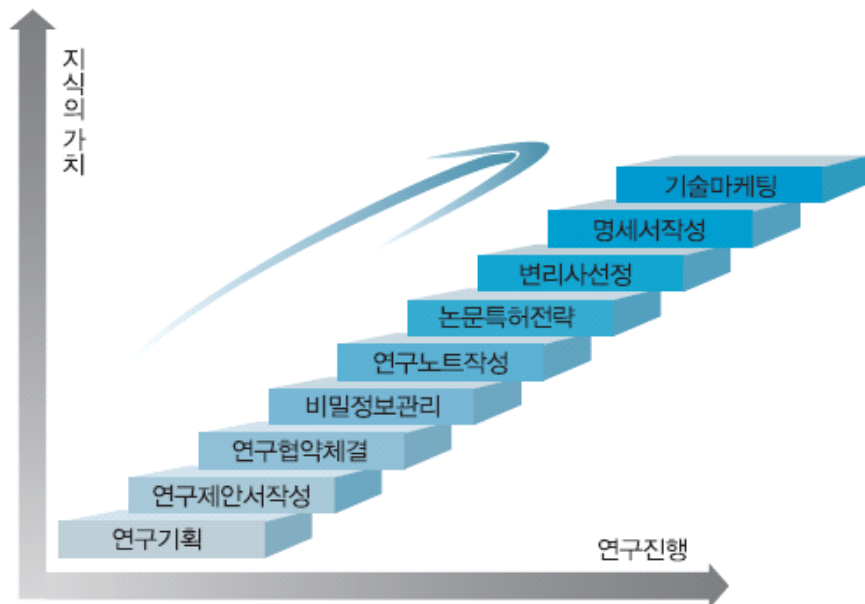 지식의 가치
기술마케팅
명세서작성
변리사선정
논문특허전략
연구노트작성
비밀정보관리
연구협약체결
연구제안서작성
연구기획
연구진행